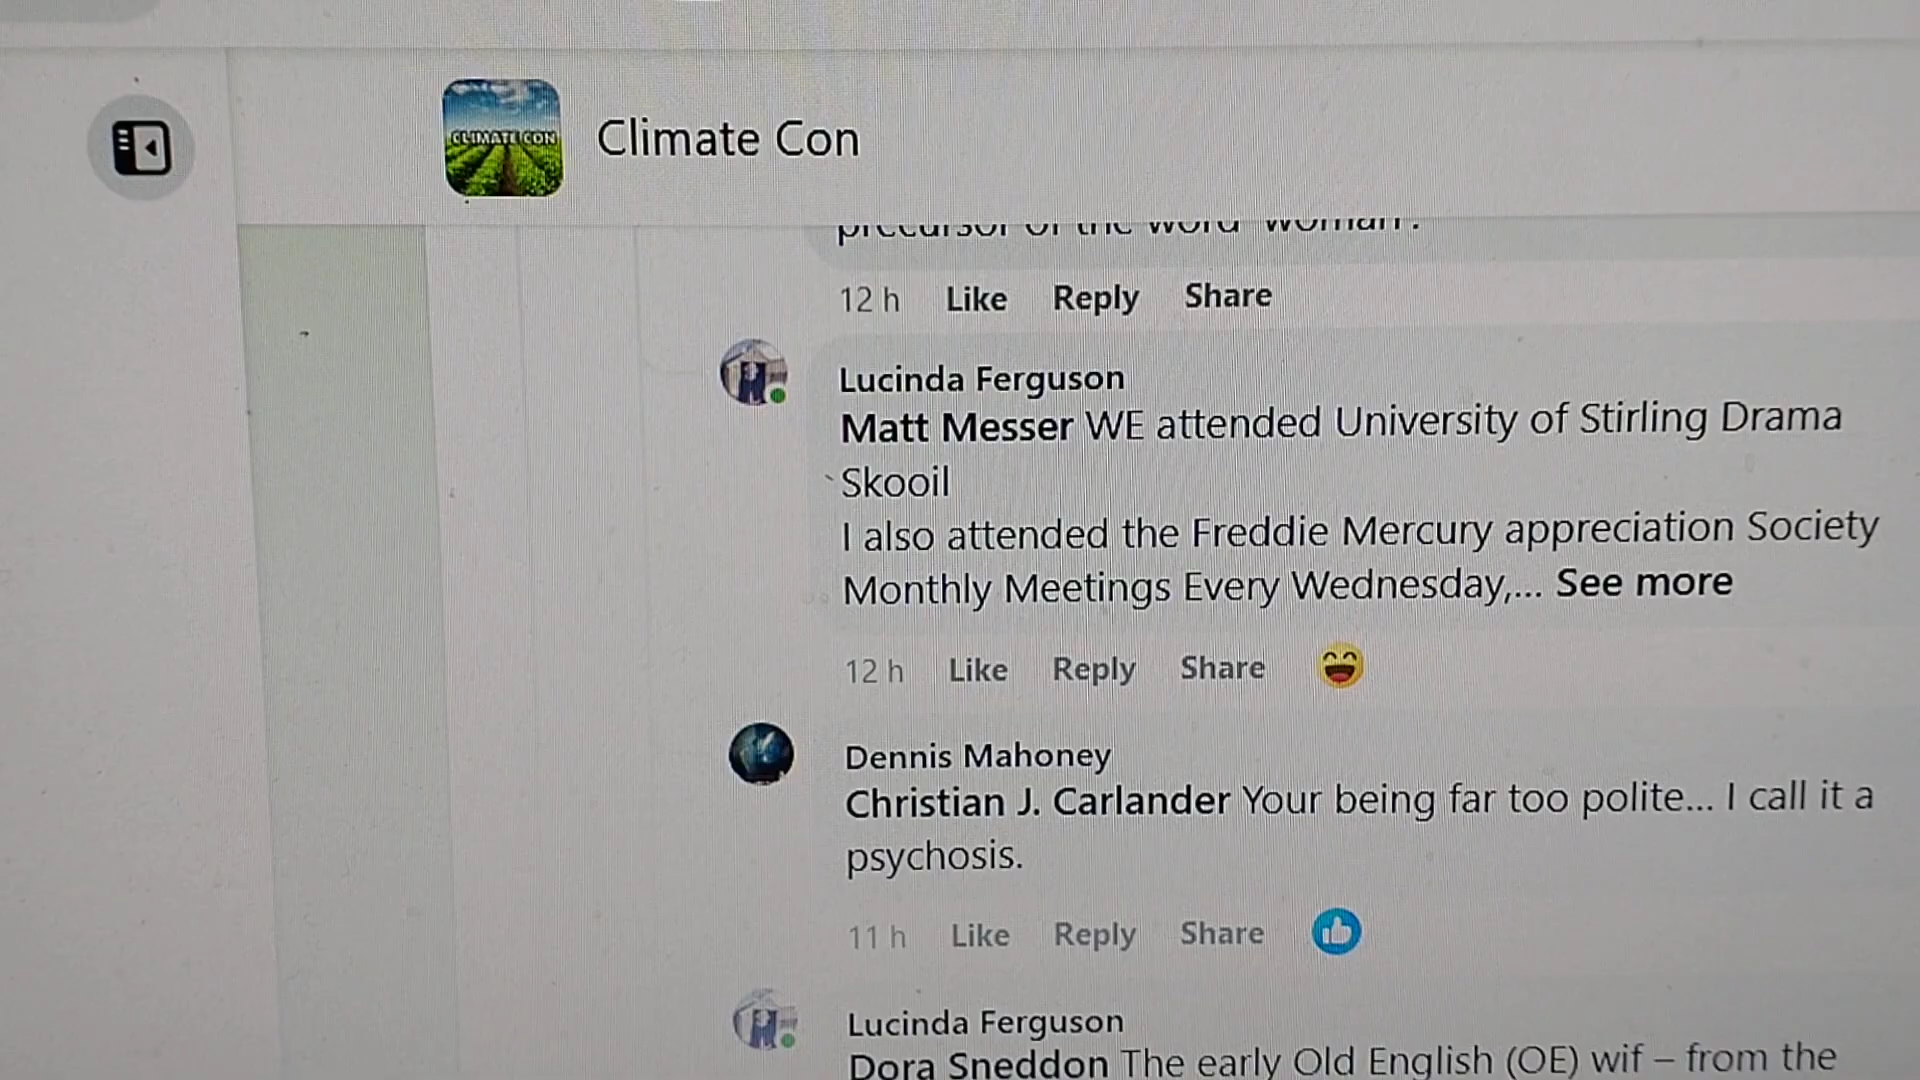 CLIMATE CON
Climate Con
precursor of the word 'woman'.
12 h Like Reply Share
Lucinda Ferguson
Matt Messer WE attended University of Stirling Drama
Skooil
I also attended the Freddie Mercury appreciation Society
Monthly Meetings Every Wednesday,... See more
12 h Like Reply Share
Dennis Mahoney
Christian J. Carlander Your being far too polite... I call it a
psychosis.
11 h Like Reply Share
Lucinda Ferguson
Dora Sneddon The early Old English (OE) wif – from the